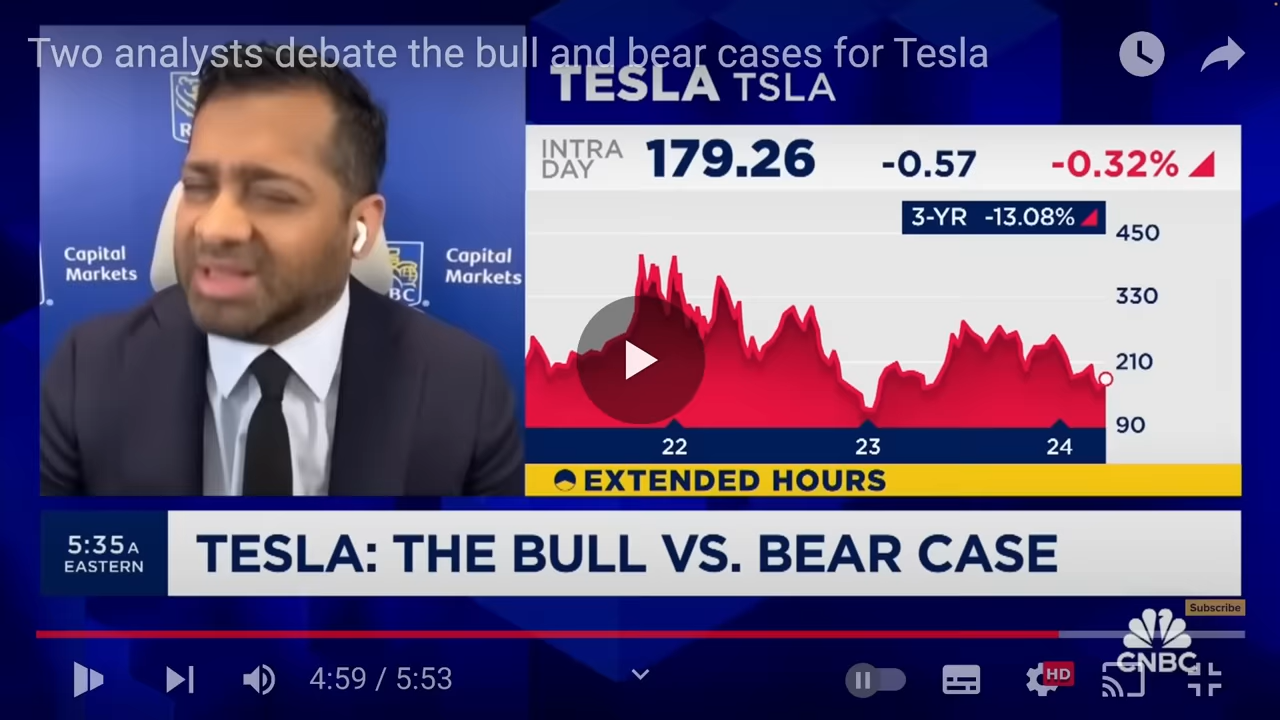 Two analysts debate the bull and bear cases for Tesla
TESLA TSLA
INTRA
DAY
179.26
-0.57
-0.32%
3-YR -13.08%
450
330
210
90
22
23
24
EXTENDED HOURS
R
Capital
Markets
BC
Capital
Markets
5:35 A
EASTERN
TESLA: THE BULL VS. BEAR CASE
Subscribe
CNBC
4:59 / 5:53
HD